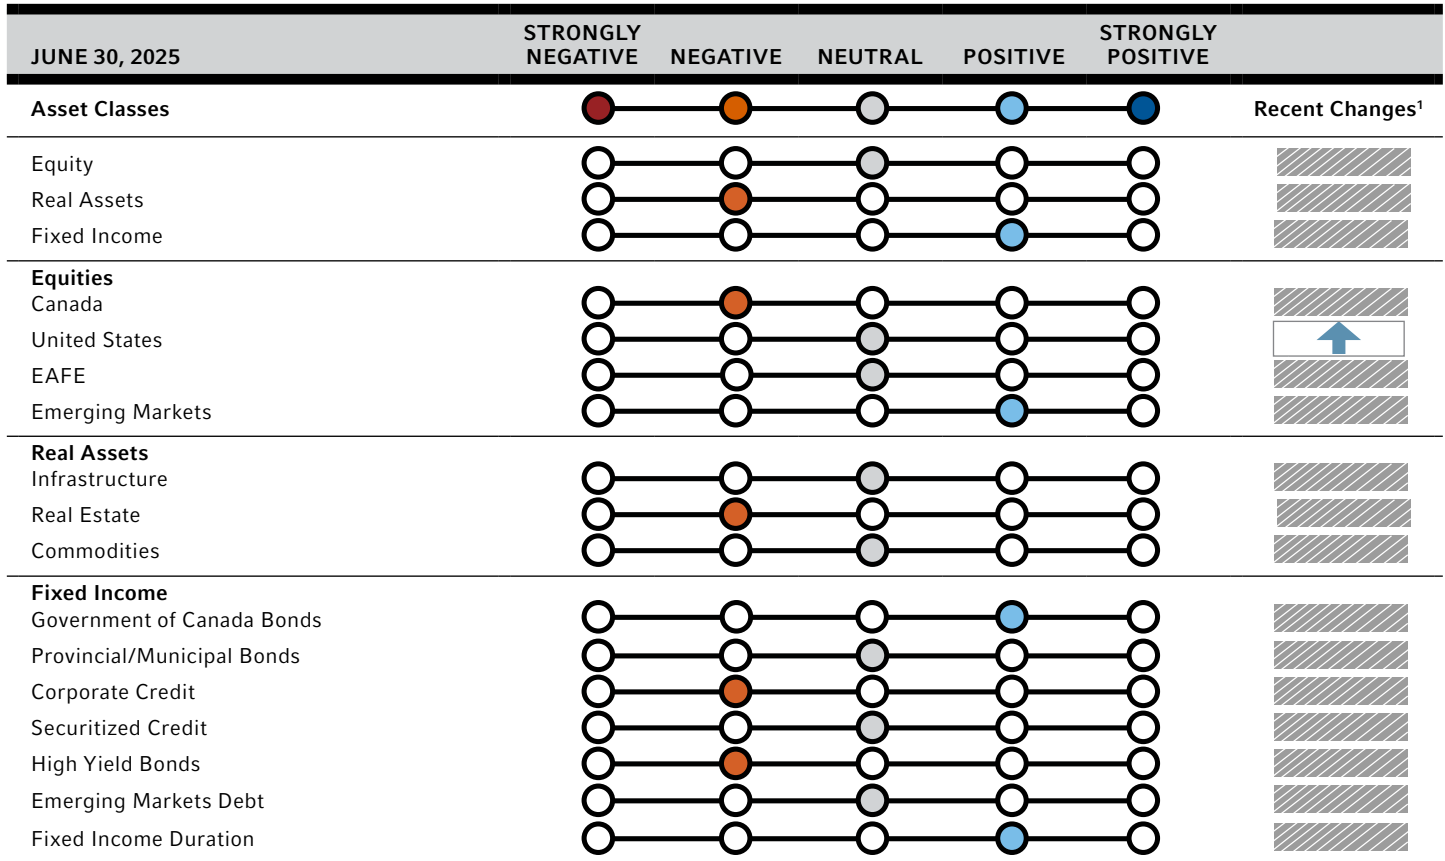 JUNE 30, 2025
STRONGLY NEGATIVE
NEGATIVE
NEUTRAL
POSITIVE
STRONGLY POSITIVE
Asset Classes
Recent Changes¹
Equity
Real Assets
Fixed Income
Equities
Canada
United States
EAFE
Emerging Markets
Real Assets
Infrastructure
Real Estate
Commodities
Fixed Income
Government of Canada Bonds
Provincial/Municipal Bonds
Corporate Credit
Securitized Credit
High Yield Bonds
Emerging Markets Debt
Fixed Income Duration